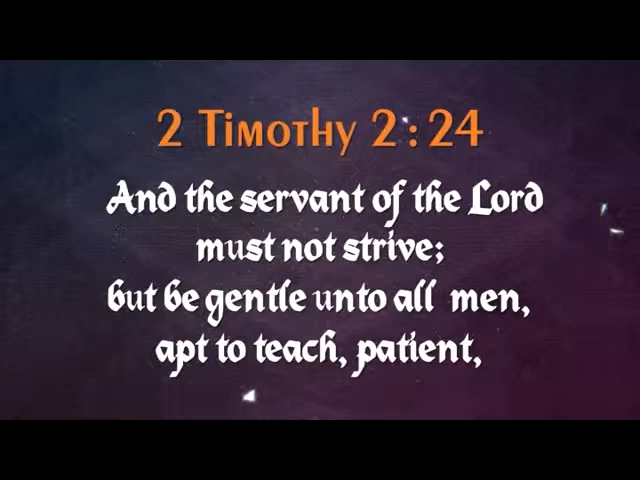 2 Timothy 2:24
And the servant of the Lord
must not strive;
but be gentle unto all men,
apt to teach, patient,